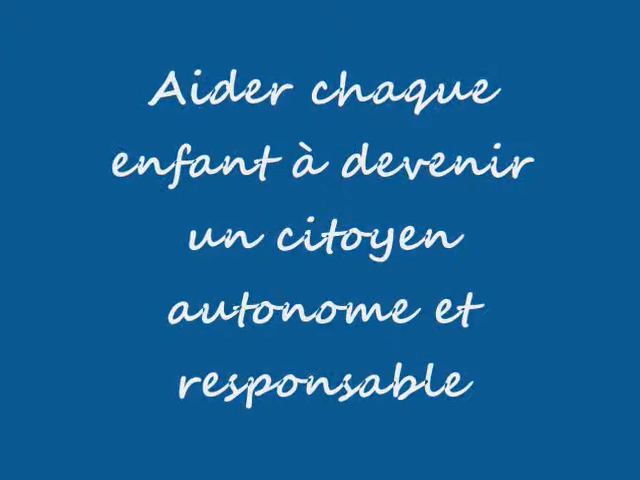 Aider chaque
enfant à devenir
un citoyen
autonome et
responsable